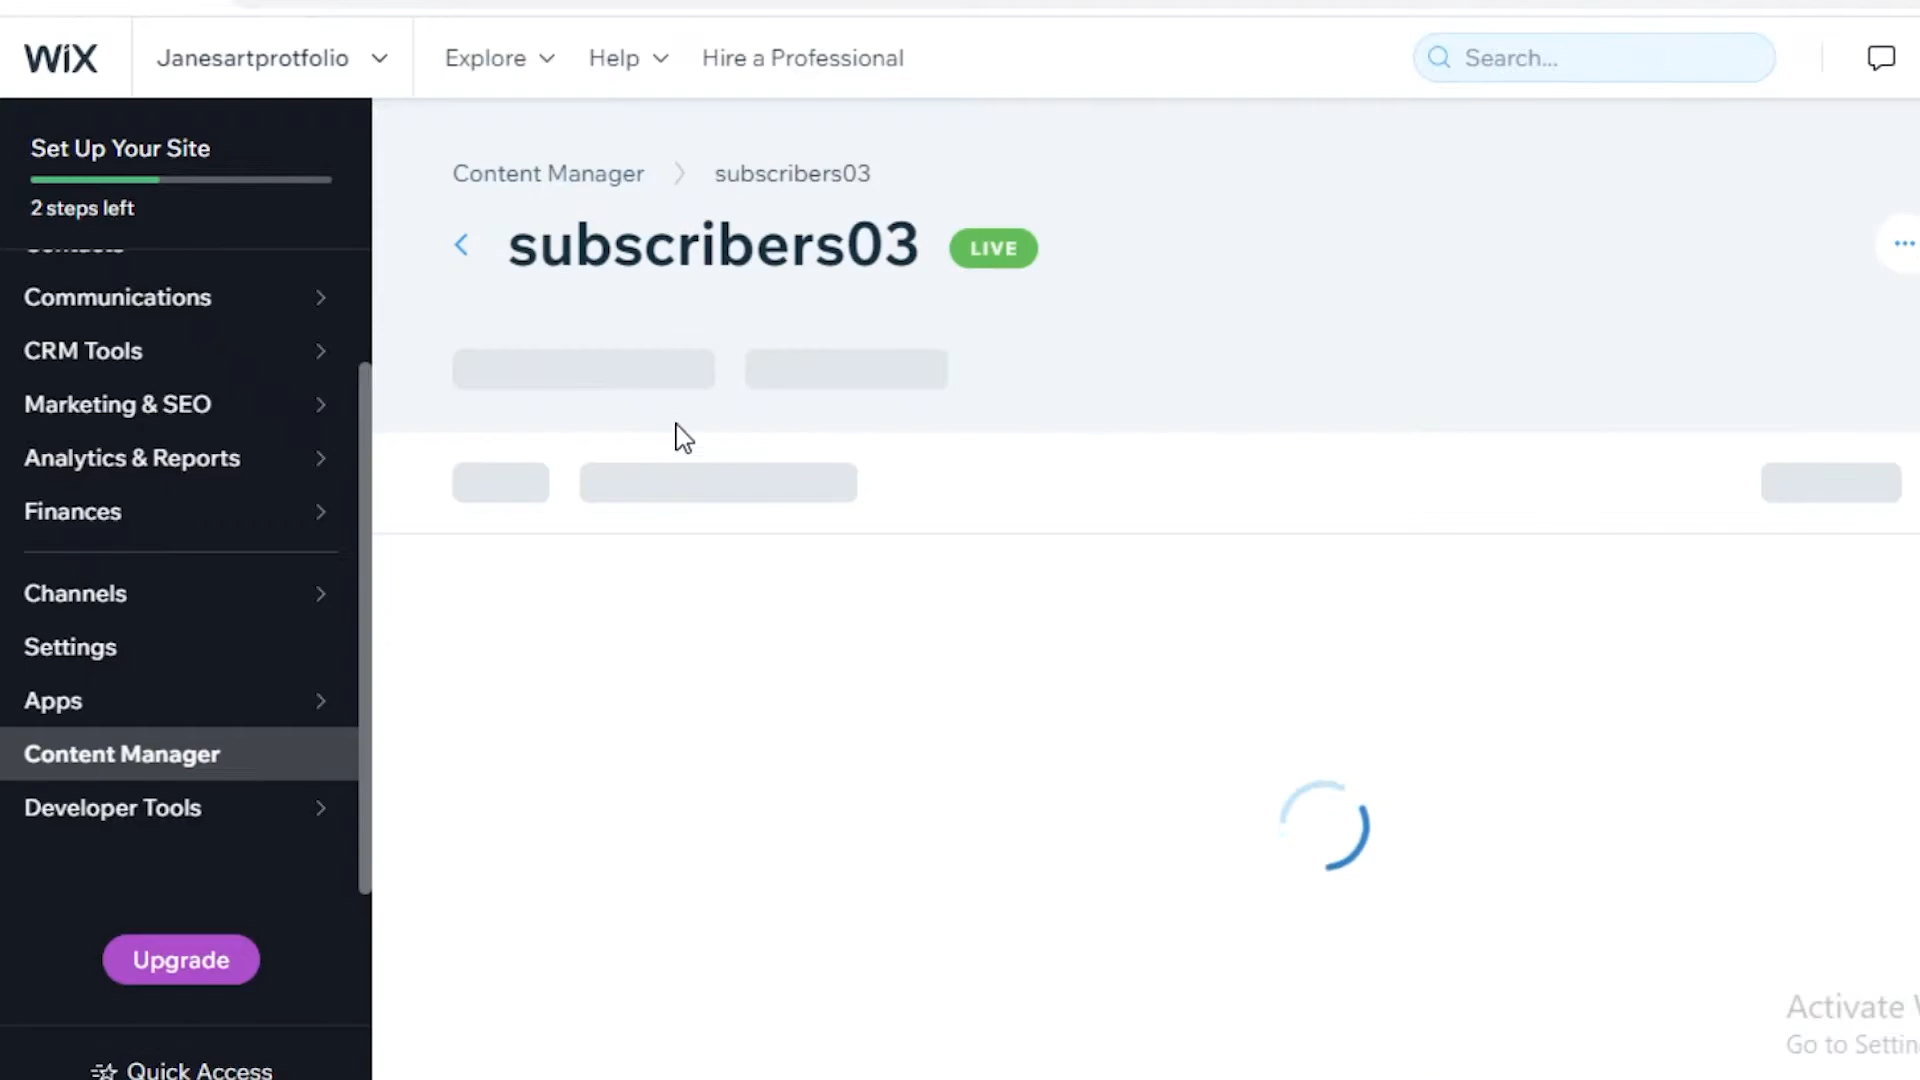 WiX
Janesartprotfolio
Explore
Help
Hire a Professional
Search...
Set Up Your Site
2 steps left
Communications
CRM Tools
Marketing & SEO
Analytics & Reports
Finances
Channels
Settings
Apps
Content Manager
Developer Tools
Upgrade
Quick Access
Content Manager
subscribers03
subscribers03
LIVE
Activate
Go to